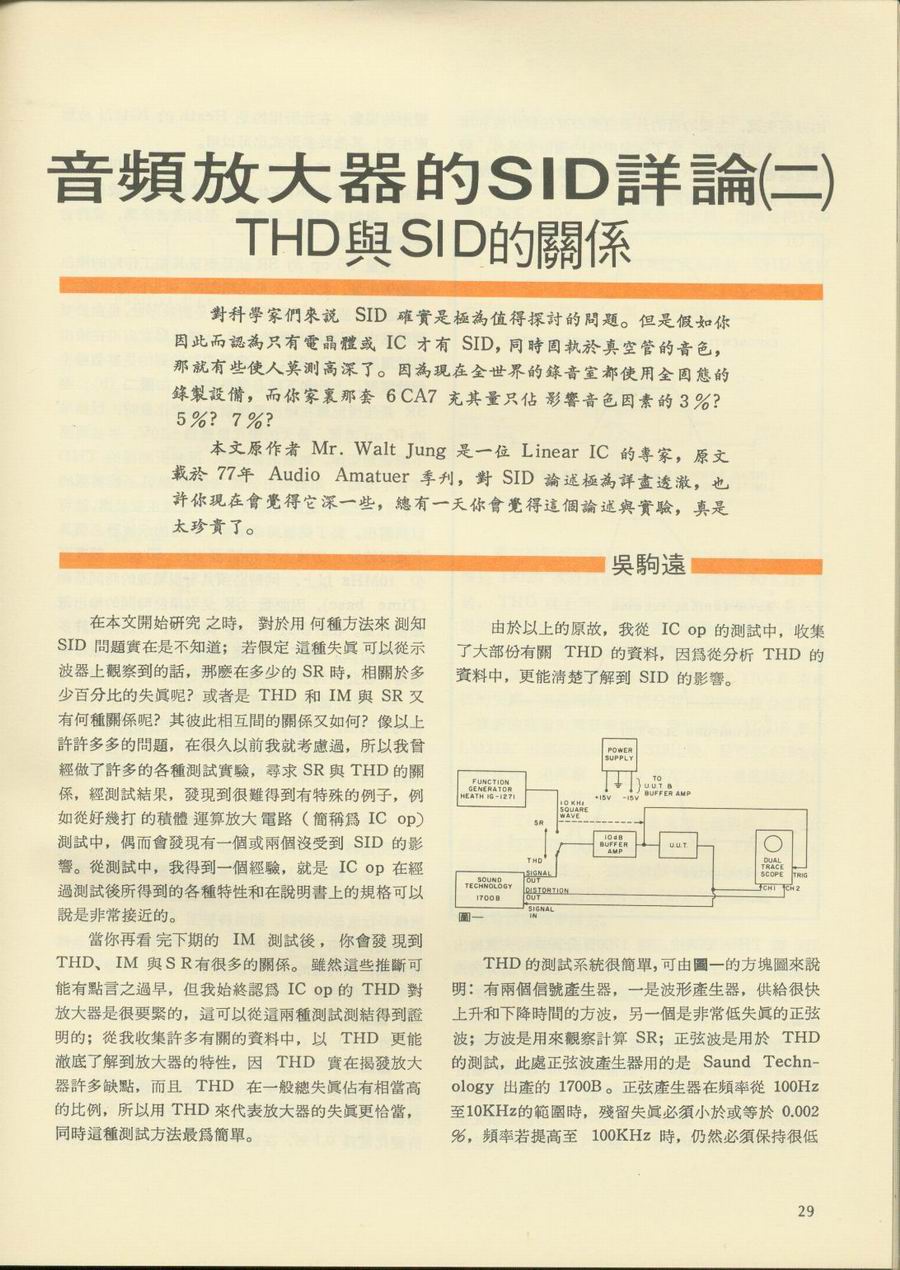 音頻放大器的SID詳論(二)
THD與SID的關係
對科學家們來説 SID 確實是極為值得探討的問題。但是假如你
因此而認為只有電晶體或 IC 才有 SID,同時固執於真空管的音色,
那就有些使人莫測高深了。因為現在全世界的錄音室都使用全固態的
錄製設備,而你家裏那套 6CA7 充其量只佔影響音色因素的3%?
5%? 7%?
本文原作者 Mr. Walt Jung 是一位 Linear IC 的專家,原文
載於 77年 Audio Amatuer 季刊,對 SID 論述極為詳盡透澈,也
許你現在會覺得它深一些,總有一天你會覺得這個論述與實驗,真是
太珍貴了。
吳駒遠
在本文開始研究之時, 對於用何種方法來測知
SID 問題實在是不知道; 若假定這種失眞可以從示
波器上觀察到的話,那麽在多少的 SR 時,相關於多
少百分比的失眞呢?或者是 THD 和 IM 與 SR 又
有何種關係呢?其彼此相互間的關係又如何?像以上
許許多多的問題,在很久以前我就考慮過,所以我曾
經做了許多的各種測試實驗,尋求 SR 與 THD 的關
係,經測試結果,發現到很難得到有特殊的例子,例
如從好幾打的積體運算放大電路(簡稱爲 IC op)
測試中,偶而會發現有一個或兩個沒受到 SID 的影
響。從測試中,我得到一個經驗,就是 IC op 在經
過測試後所得到的各種特性和在說明書上的規格可以
說是非常接近的。
當你再看完下期的 IM 測試後,你會發現到
THD、 IM 與SR有很多的關係。雖然這些推斷可
能有點言之過早,但我始終認爲 IC op 的 THD 對
放大器是很要緊的,這可以從這兩種測試測結得到證
明的;從我收集許多有關的資料中,以 THD 更能
澈底了解到放大器的特性,因 THD 實在揭發放大
器許多缺點,而且 THD 在一般總失眞佔有相當高
的比例,所以用 THD 來代表放大器的失眞更恰當,
同時這種測試方法最爲簡單。
由於以上的原故,我從 IC op 的測試中,收集
了大部份有關 THD 的資料,因爲從分析 THD 的
資料中,更能淸楚了解到 SID 的影響。
POWER
SUPPLY
+15V -15V
TO
U.U.T &
BUFFER AMP
FUNCTION
GENERATOR
HEATH IG-1271
10 KHz
SQUARE
WAVE
SR
THD
10dB
BUFFER
AMP
U.U.T.
DUAL
TRACE
SCOPE
TRIG
CH1 CH2
SOUND
TECHNOLOGY
1700B
SIGNAL
OUT
DISTORTION
OUT
SIGNAL
IN
圖一
THD 的測試系統很簡單,可由圖一的方塊圖來說
明:有兩個信號產生器,一是波形產生器,供給很快
上升和下降時間的方波,另一個是非常低失眞的正弦
波;方波是用來觀察計算 SR;正弦波是用於 THD
的測試,此處正弦波產生器用的是 Saund Techn-
ology 出產的 1700B。正弦產生器在頻率從 100Hz
至10KHz的範圍時,殘留失眞必須小於或等於 0.002
%,頻率若提高至 100KHz 時,仍然必須保持很低
29